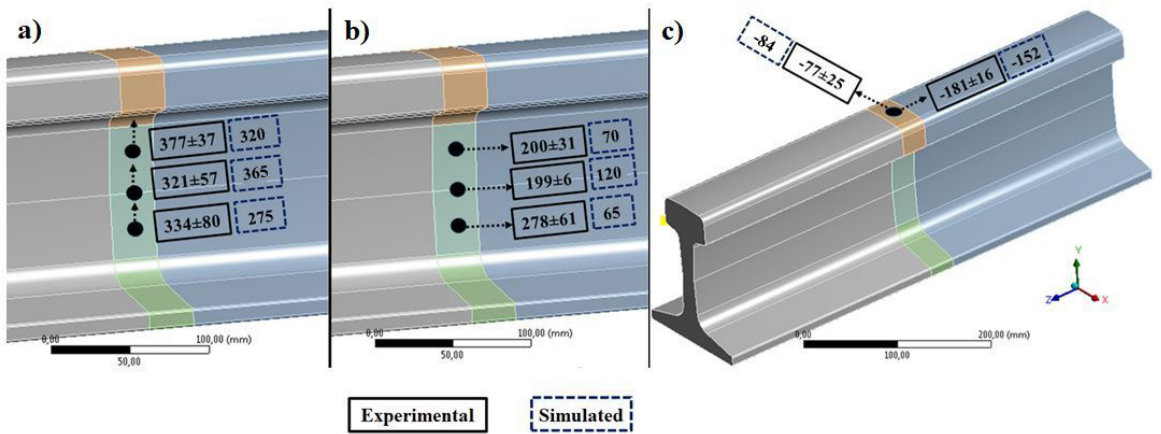 a)
377±37 320
321±57 365
334±80 275
0,00 100,00 (mm)
50,00
b)
200±31 70
199±6 120
278±61 65
0,00 100,00 (mm)
50,00
c)
-84 -77±25 -181±16 -152
Y
Z X
0,00 200,00 (mm)
100,00
Experimental Simulated